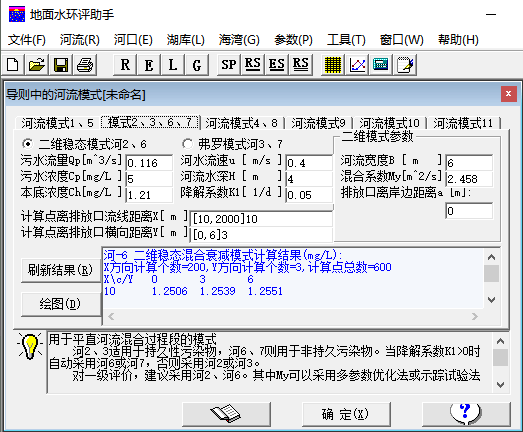 地面水环评助手
文件(F) 河流(R) 河口(E) 湖库(L) 海湾(G) 参数(P) 工具(T) 窗口(W) 帮助(H)
R E L G SP RS ES RS
导则中的河流模式[未命名]
河流模式1、5 模式2、3、6、7 河流模式4、8 河流模式9 河流模式10 河流模式11
二维稳态模式河2、6 弗罗模式河3、7 二维模式参数
污水流量Qp[m^3/s] 0.116 河水流速u [ m/s ] 0.4 河流宽度B [ m ] 6
污水浓度Cp[mg/L ] 5 河流水深H [ m ] 4 混合系数My[m^2/s] 2.458
本底浓度Ch[mg/L ] 1.21 降解系数K1[ 1/d ] 0.05 排放口离岸边距离a [m]:
0
计算点离排放口流线距离X[ m ] [10,2000]10
计算点离排放口横向距离Y[ m ] [0,6]3
刷新结果(R)
绘图(D)
河-6 二维稳态混合衰减模式计算结果(mg/L):
X方向计算个数=200,Y方向计算个数=3,计算点总数=600
X\c/Y 0 3 6
10 1.2506 1.2539 1.2551
用于平直河流混合过程段的模式
河2、3适用于持久性污染物，河6、7则用于非持久污染物。当降解系数K1>0时
自动采用河6或河7，否则采用河2或河3。
对一级评价，建议采用河2、河6。其中My可以采用多参数优化法或示踪试验法
确 定(X)
?